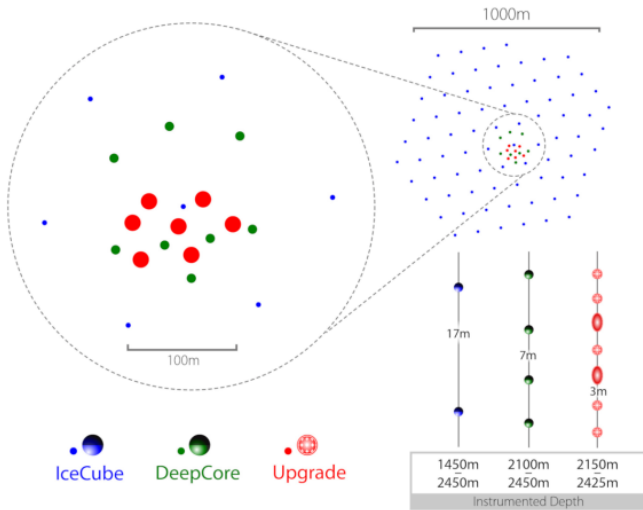 1000m
100m
17m
7m
3m
IceCube
DeepCore
Upgrade
1450m
2100m
2150m
–
–
–
2450m
2450m
2425m
Instrumented Depth